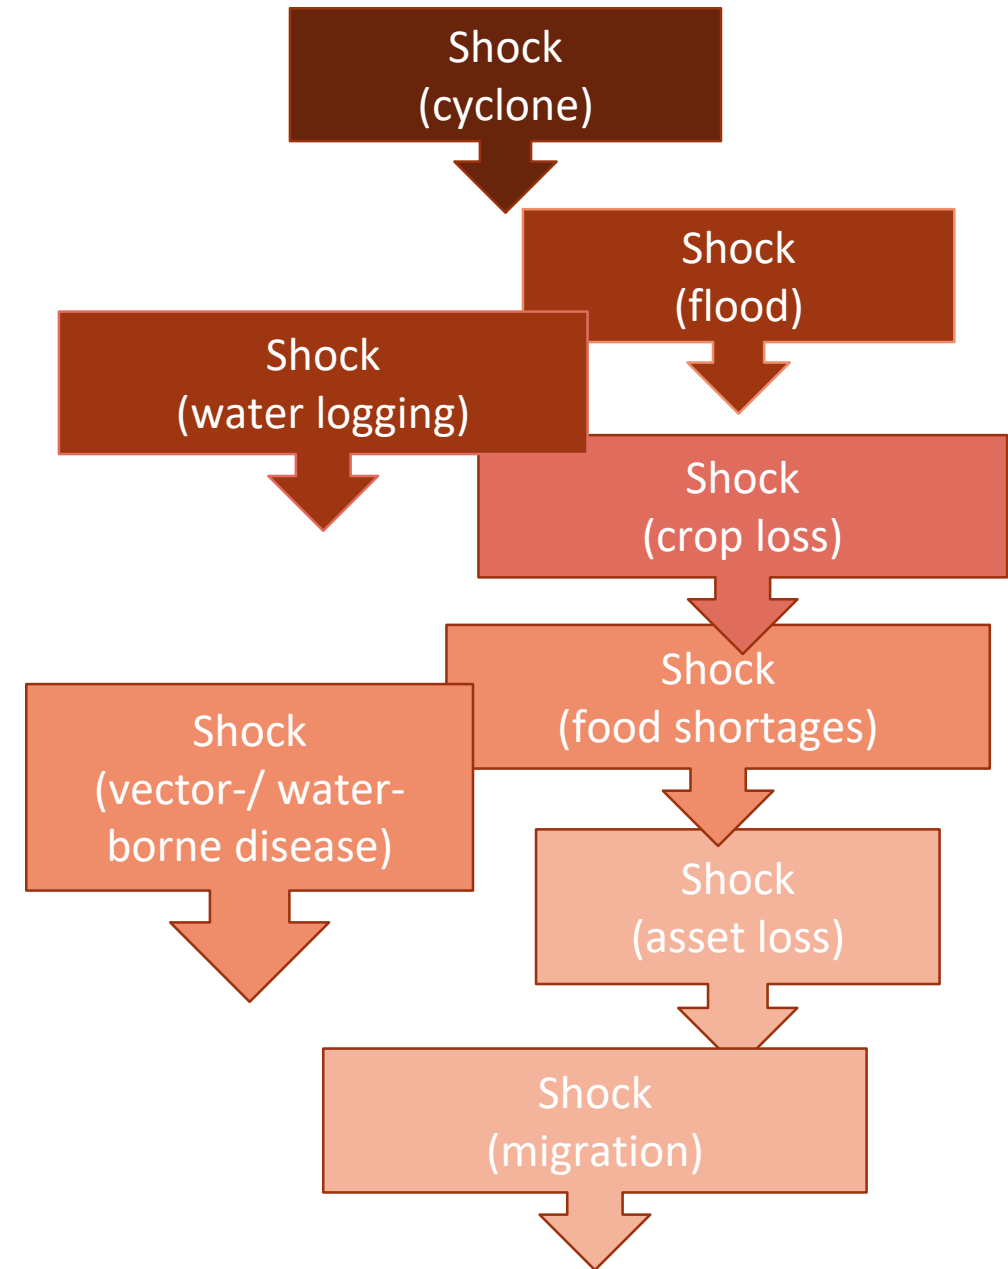 Shock
(cyclone)
Shock
(flood)
Shock
(water logging)
Shock
(crop loss)
Shock
(food shortages)
Shock
(vector-/ water-
borne disease)
Shock
(asset loss)
Shock
(migration)